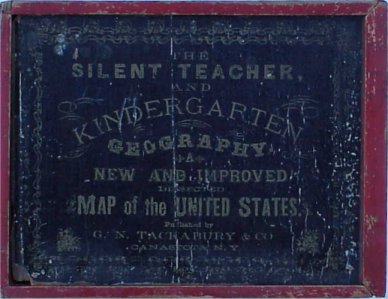 THE
SILENT TEACHER,
AND
KINDERGARTEN
GEOGRAPHY
A
NEW AND IMPROVED
DISSECTED
MAP of the UNITED STATES,
Published by
G. N. TACKABURY & CO
CANASTOTA N.Y.